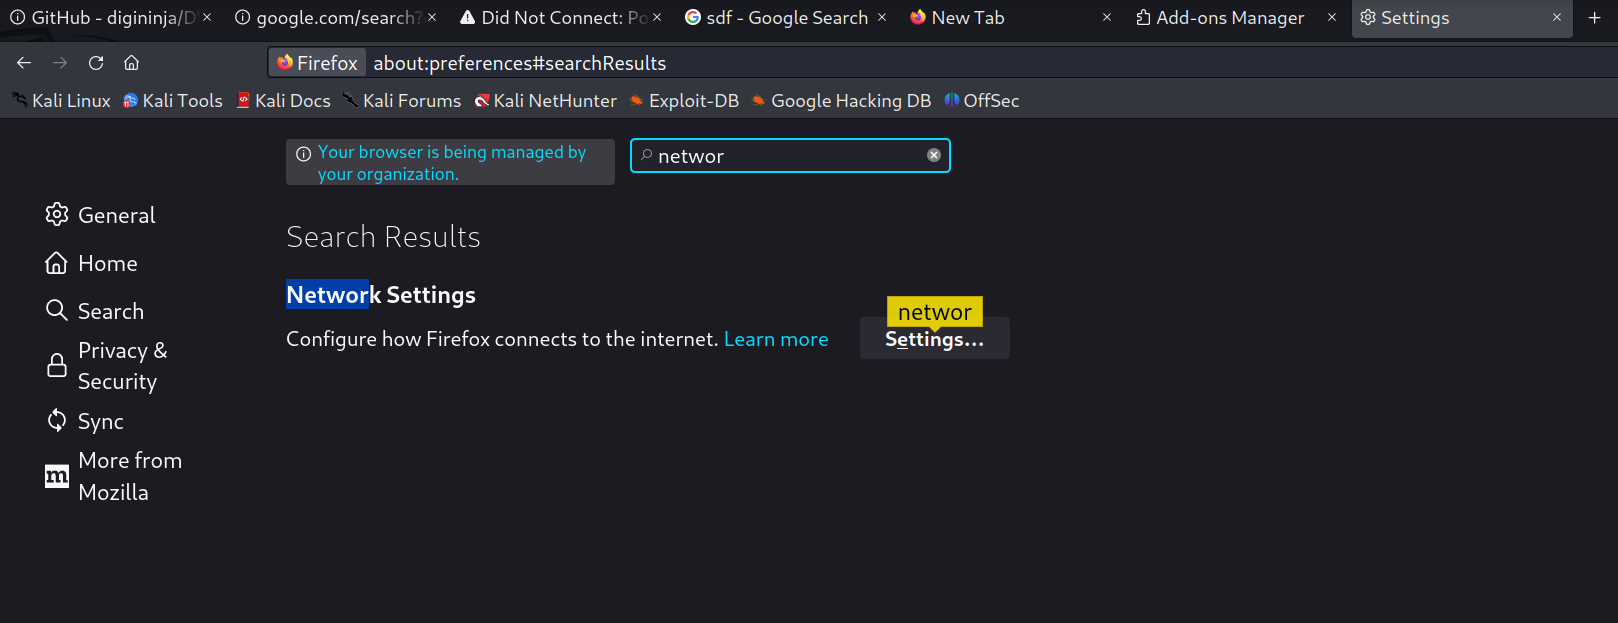 GitHub - digininja/D
google.com/search?
Did Not Connect: Po
sdf - Google Search
New Tab
Add-ons Manager
Settings
Firefox about:preferences#searchResults
Kali Linux
Kali Tools
Kali Docs
Kali Forums
Kali NetHunter
Exploit-DB
Google Hacking DB
OffSec
Your browser is being managed by
your organization.
networ
General
Home
Search
Privacy &
Security
Sync
More from
Mozilla
Search Results
Network Settings
networ
Configure how Firefox connects to the internet. Learn more
Settings...